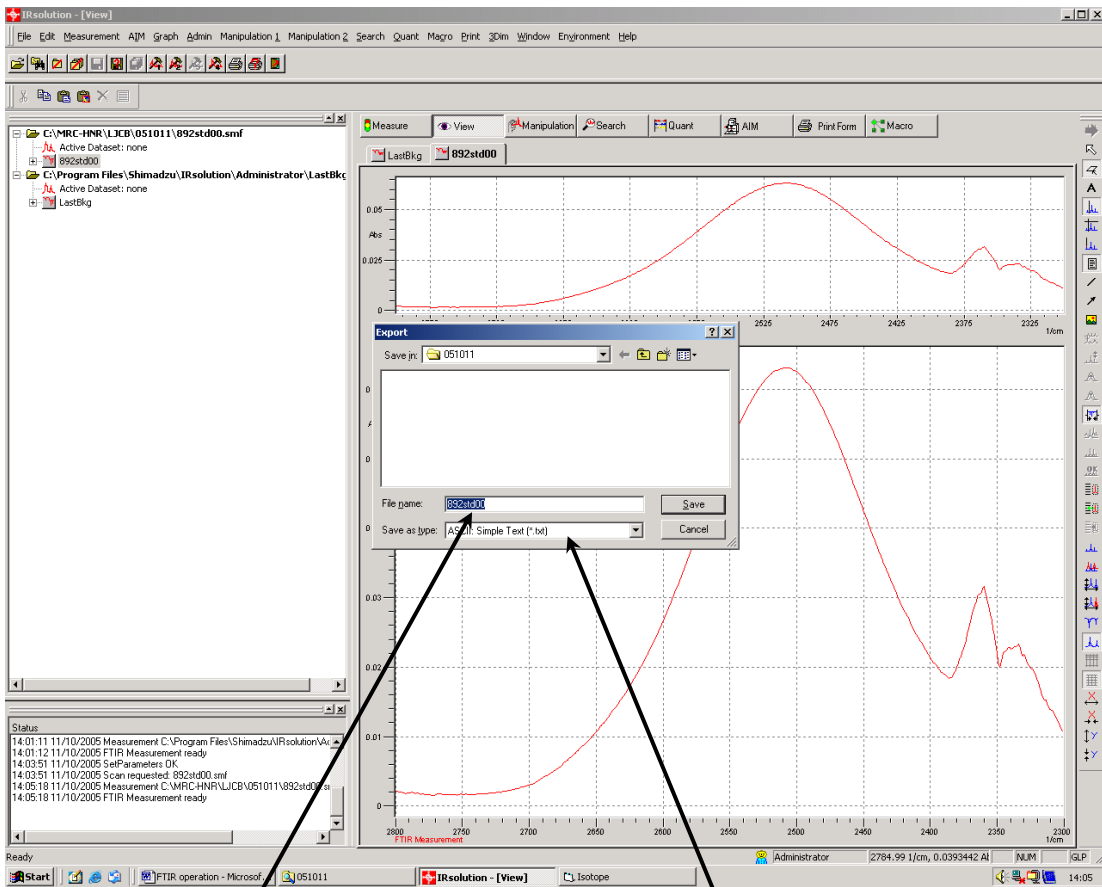 IRsolution - [View]
File Edit Measurement AIM Graph Admin Manipulation 1 Manipulation 2 Search Quant Macro Print 3Dim Window Environment Help
C:\MRC-HNR\LJCB\051011\892std00.smf
Active Dataset: none
892std00
C:\Program Files\Shimadzu\IRsolution\Administrator\LastBkg
Active Dataset: none
LastBkg
Measure View Manipulation Search Quant AIM Print Form Macro
LastBkg 892std00
0.05
Abs
0.025
0
2525 2475 2425 2375 2325
1/cm
Export
Save in: 051011
File name: 892std00 Save
Save as type: ASCII: Simple Text (*.txt) Cancel
0.03
0.02
0.01
0
2800 2750 2700 2650 2600 2550 2500 2450 2400 2350 2300
FTIR Measurement 1/cm
Status
14:01:11 11/10/2005 Measurement C:\Program Files\Shimadzu\IRsolution\
14:01:12 11/10/2005 FTIR Measurement ready
14:03:51 11/10/2005 SetParameters OK
14:03:51 11/10/2005 Scan requested: 892std00.smf
14:05:18 11/10/2005 Measurement C:\MRC-HNR\LJCB\051011\892std00.s
14:05:18 11/10/2005 FTIR Measurement ready
Ready Administrator 2784.99 1/cm, 0.0393442 NUM GLP
Start FTIR operation - Microsof... 051011 IRsolution - [View] Isotope 14:05